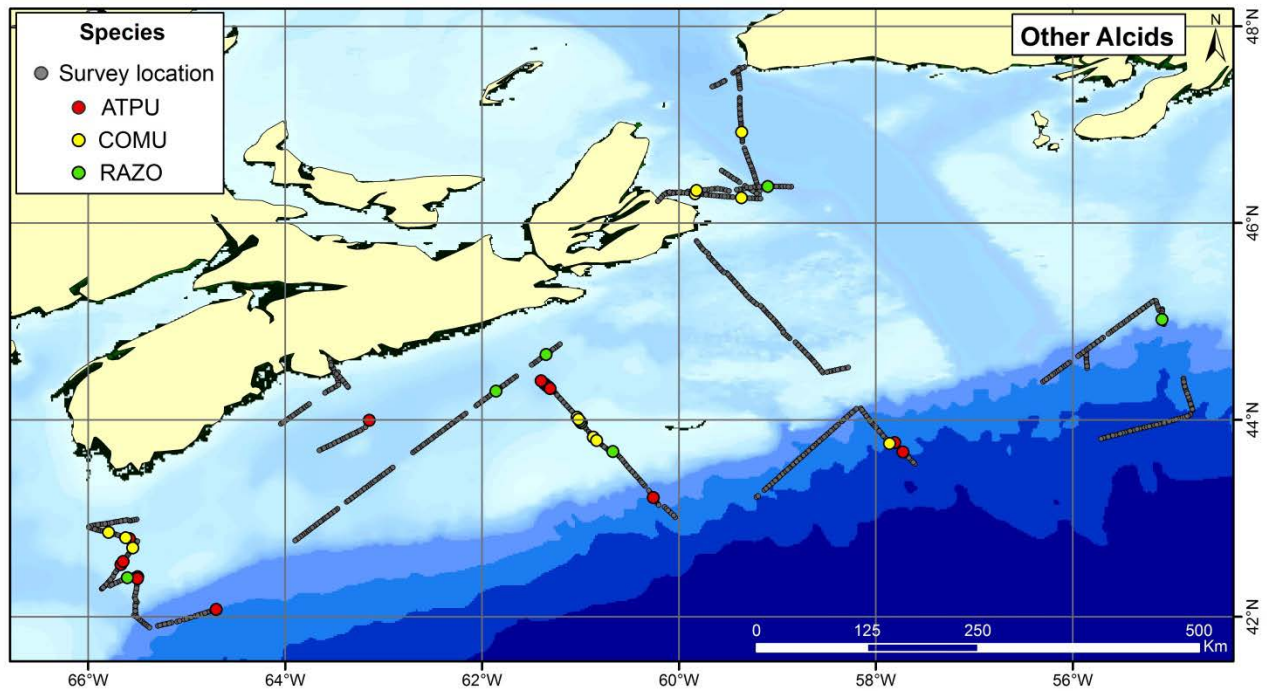 Species
Survey location
ATPU
COMU
RAZO
Other Alcids
N
48°N
46°N
44°N
42°N
0 125 250 500
Km
66°W 64°W 62°W 60°W 58°W 56°W